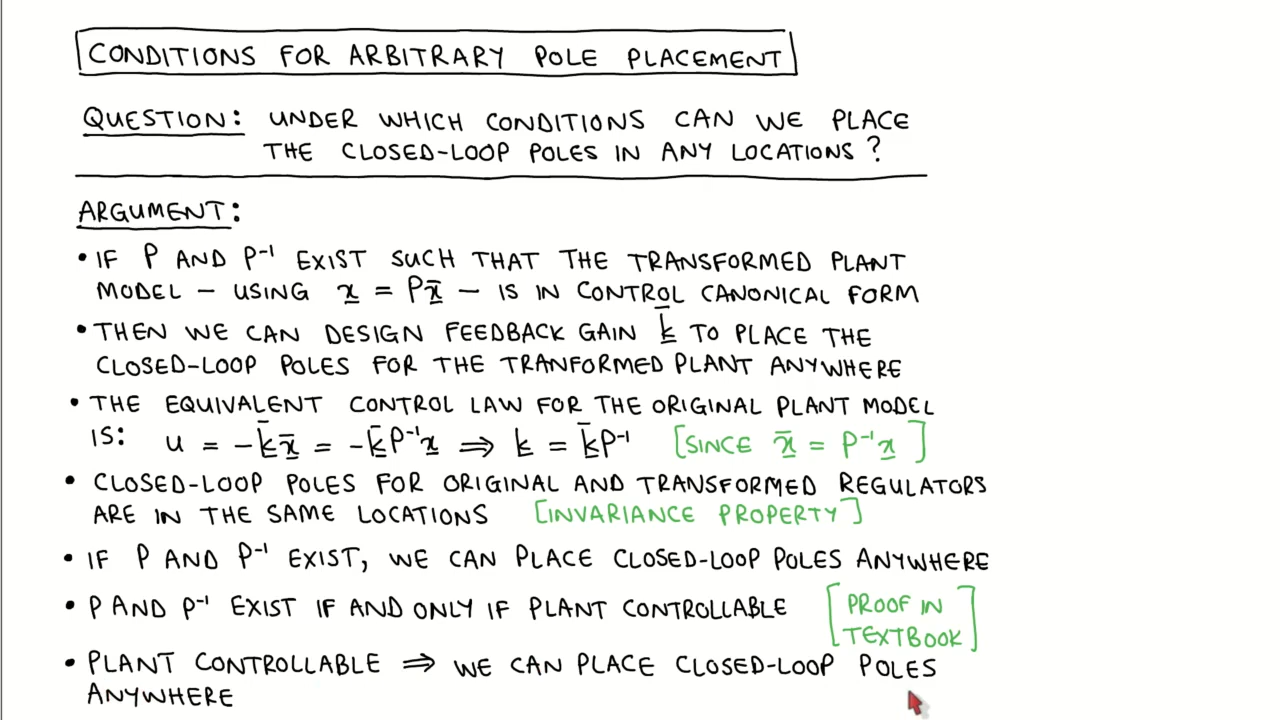 CONDITIONS FOR ARBITRARY POLE PLACEMENT
QUESTION: UNDER WHICH CONDITIONS CAN WE PLACE
THE CLOSED-LOOP POLES IN ANY LOCATIONS?
ARGUMENT:
• IF P AND P⁻¹ EXIST SUCH THAT THE TRANSFORMED PLANT
MODEL – USING x̲ = Px̲̄ – IS IN CONTROL CANONICAL FORM
• THEN WE CAN DESIGN FEEDBACK GAIN k̲̄ TO PLACE THE
CLOSED-LOOP POLES FOR THE TRANFORMED PLANT ANYWHERE
• THE EQUIVALENT CONTROL LAW FOR THE ORIGINAL PLANT MODEL
IS: u = -k̲̄x̲̄ = -k̲̄P⁻¹x̲ ⇒ k̲ = k̲̄P⁻¹ [SINCE x̲̄ = P⁻¹x̲]
• CLOSED-LOOP POLES FOR ORIGINAL AND TRANSFORMED REGULATORS
ARE IN THE SAME LOCATIONS [INVARIANCE PROPERTY]
• IF P AND P⁻¹ EXIST, WE CAN PLACE CLOSED-LOOP POLES ANYWHERE
• P AND P⁻¹ EXIST IF AND ONLY IF PLANT CONTROLLABLE [PROOF IN
TEXTBOOK]
• PLANT CONTROLLABLE ⇒ WE CAN PLACE CLOSED-LOOP POLES
ANYWHERE